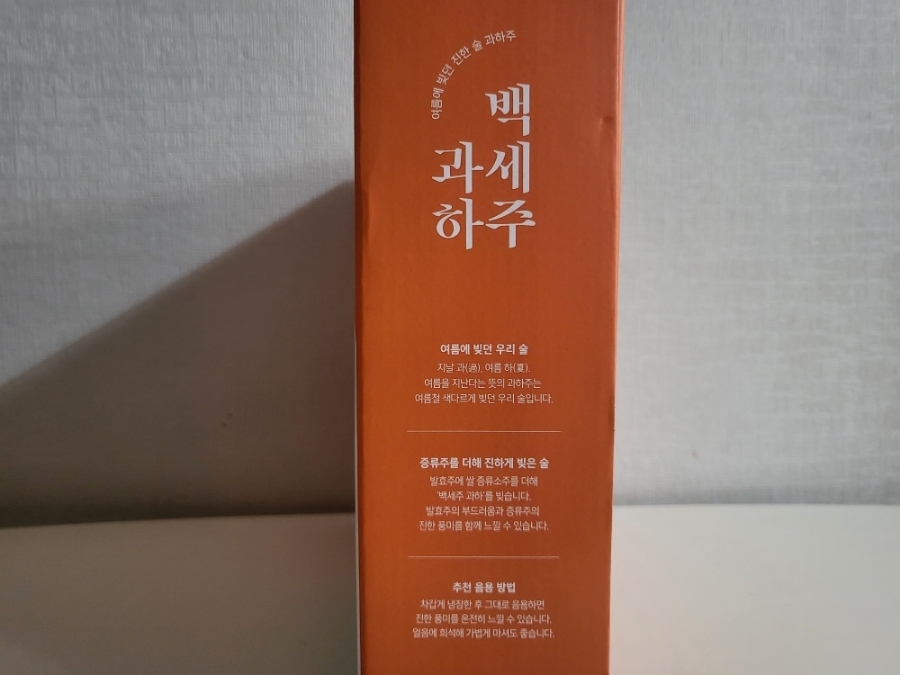 여름에 빚던 진한 술 과하주
백세주
과하
여름에 빚던 우리 술
지날 과(過), 여름 하(夏).
여름을 지난다는 뜻의 과하주는
여름철 색다르게 빚던 우리 술입니다.
증류주를 더해 진하게 빚은 술
발효주에 쌀 증류소주를 더해
'백세주 과하'를 빚습니다.
발효주의 부드러움과 증류주의
진한 풍미를 함께 느낄 수 있습니다.
추천 음용 방법
차갑게 냉장한 후 그대로 음용하면
진한 풍미를 온전히 느낄 수 있습니다.
얼음에 희석해 가볍게 마셔도 좋습니다.